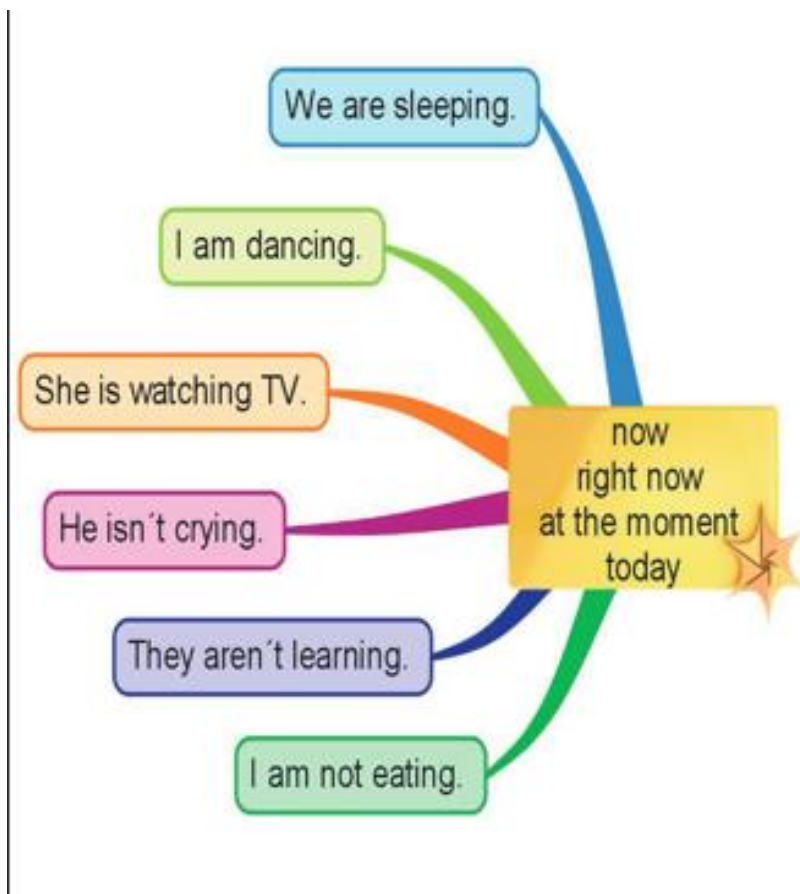 We are sleeping.
I am dancing.
She is watching TV.
He isn´t crying.
They aren´t learning.
I am not eating.
now
right now
at the moment
today